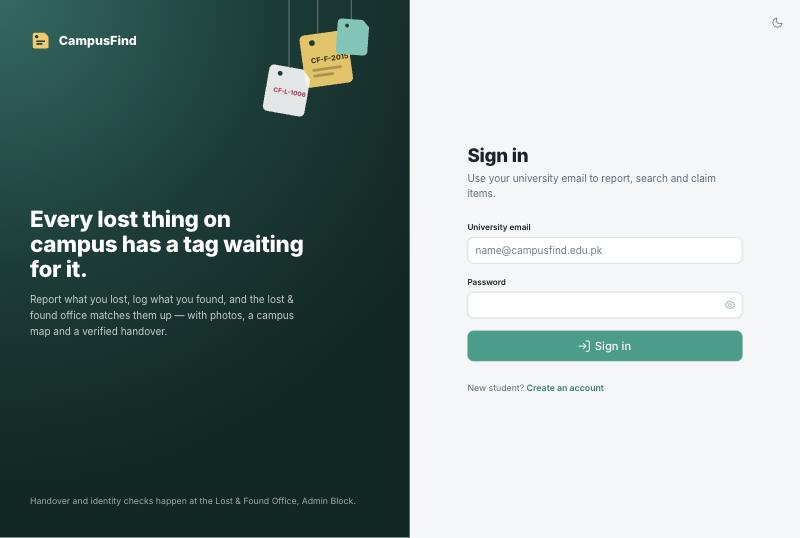 CampusFind
CF-F-2015
CF-L-1008
Every lost thing on
campus has a tag waiting
for it.
Report what you lost, log what you found, and the lost &
found office matches them up — with photos, a campus
map and a verified handover.
Handover and identity checks happen at the Lost & Found Office, Admin Block.
Sign in
Use your university email to report, search and claim
items.
University email
name@campusfind.edu.pk
Password
Sign in
New student? Create an account